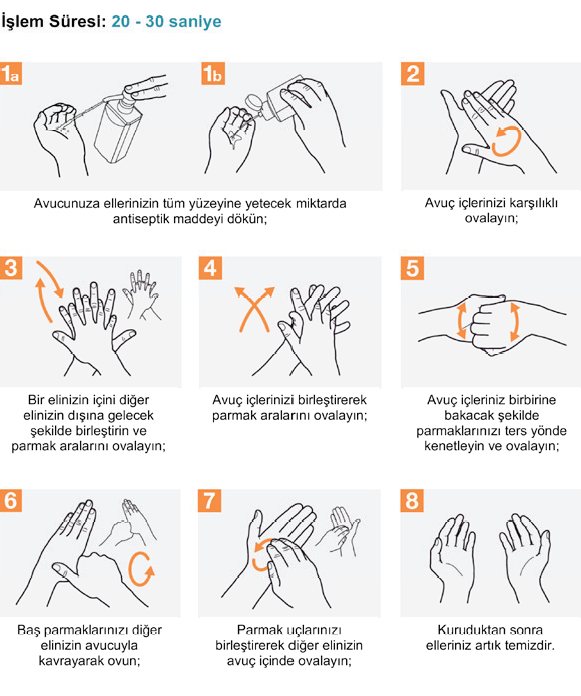 İşlem Süresi: 20 - 30 saniye
1a
1b
2
Avucunuza ellerinizin tüm yüzeyine yetecek miktarda
antiseptik maddeyi dökün;
Avuç içlerinizi karşılıklı
ovalayın;
3
4
5
Bir elinizin içini diğer
elinizin dışına gelecek
şekilde birleştirin ve
parmak aralarını ovalayın;
Avuç içlerinizi birleştirerek
parmak aralarını ovalayın;
Avuç içleriniz birbirine
bakacak şekilde
parmaklarınızı ters yönde
kenetleyin ve ovalayın;
6
7
8
Baş parmaklarınızı diğer
elinizin avucuyla
kavrayarak ovun;
Parmak uçlarınızı
birleştirerek diğer elinizin
avuç içinde ovalayın;
Kuruduktan sonra
elleriniz artık temizdir.